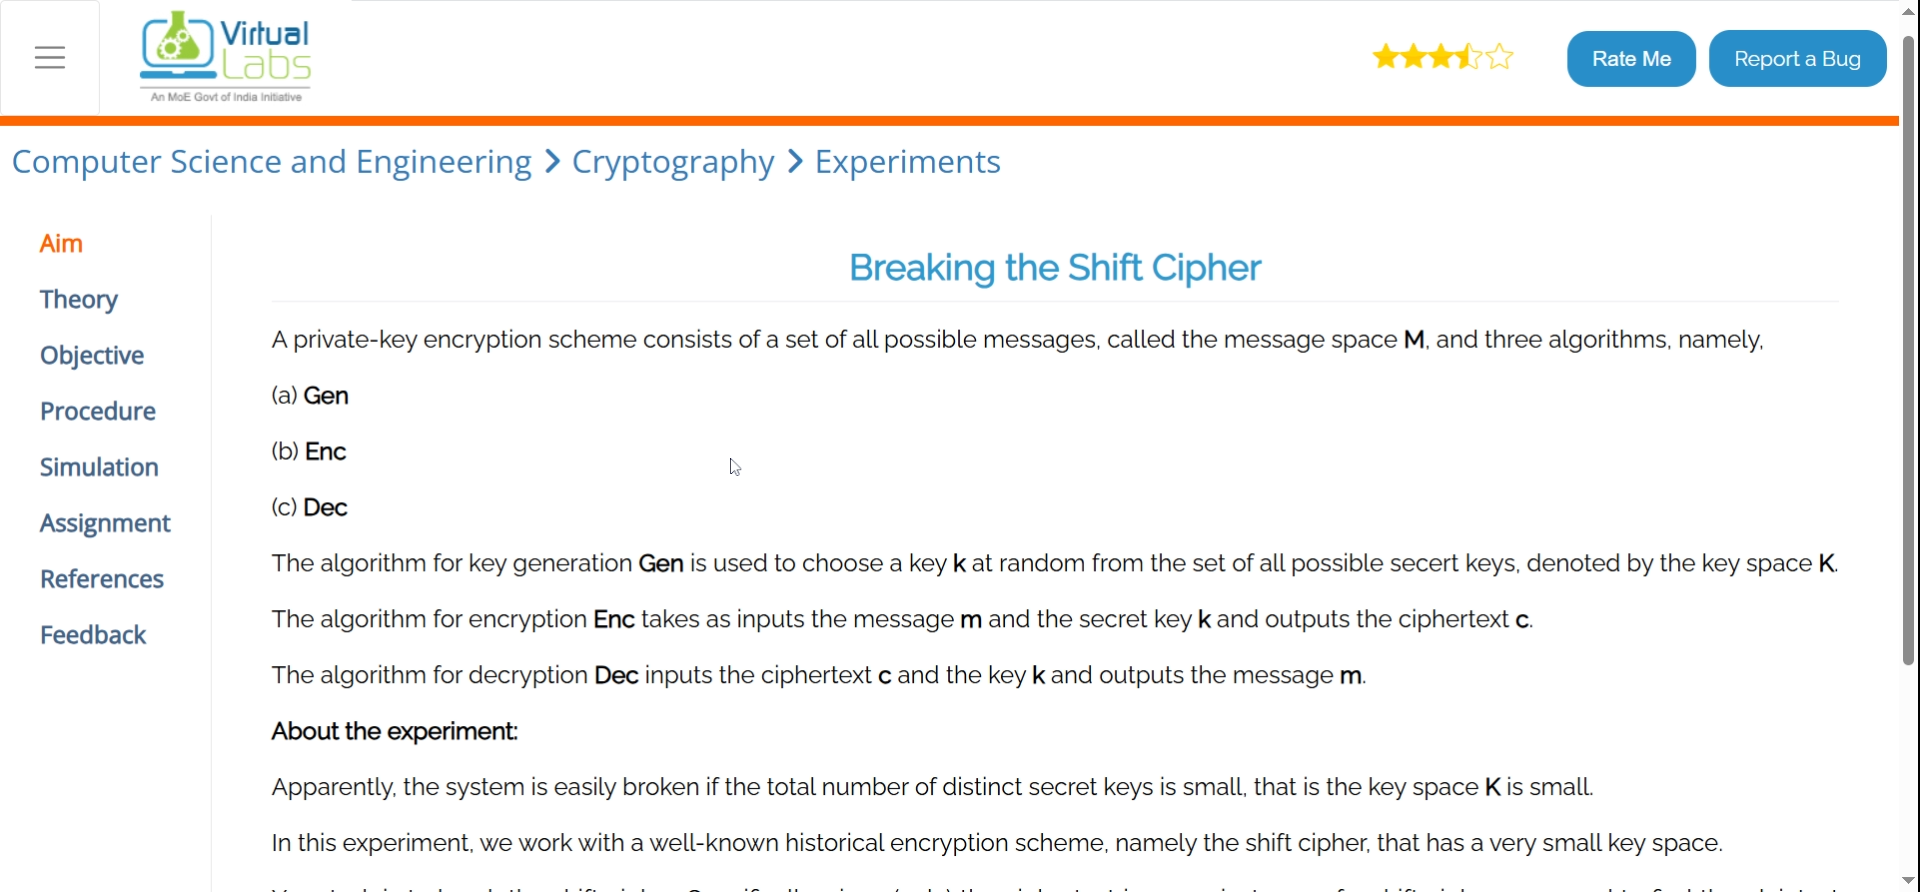 Virtual
Labs
An MoE Govt of India Initiative
Rate Me
Report a Bug
Computer Science and Engineering > Cryptography > Experiments
Aim
Theory
Objective
Procedure
Simulation
Assignment
References
Feedback
Breaking the Shift Cipher
A private-key encryption scheme consists of a set of all possible messages, called the message space M, and three algorithms, namely,
(a) Gen
(b) Enc
(c) Dec
The algorithm for key generation Gen is used to choose a key k at random from the set of all possible secert keys, denoted by the key space K.
The algorithm for encryption Enc takes as inputs the message m and the secret key k and outputs the ciphertext c.
The algorithm for decryption Dec inputs the ciphertext c and the key k and outputs the message m.
About the experiment:
Apparently, the system is easily broken if the total number of distinct secret keys is small, that is the key space K is small.
In this experiment, we work with a well-known historical encryption scheme, namely the shift cipher, that has a very small key space.